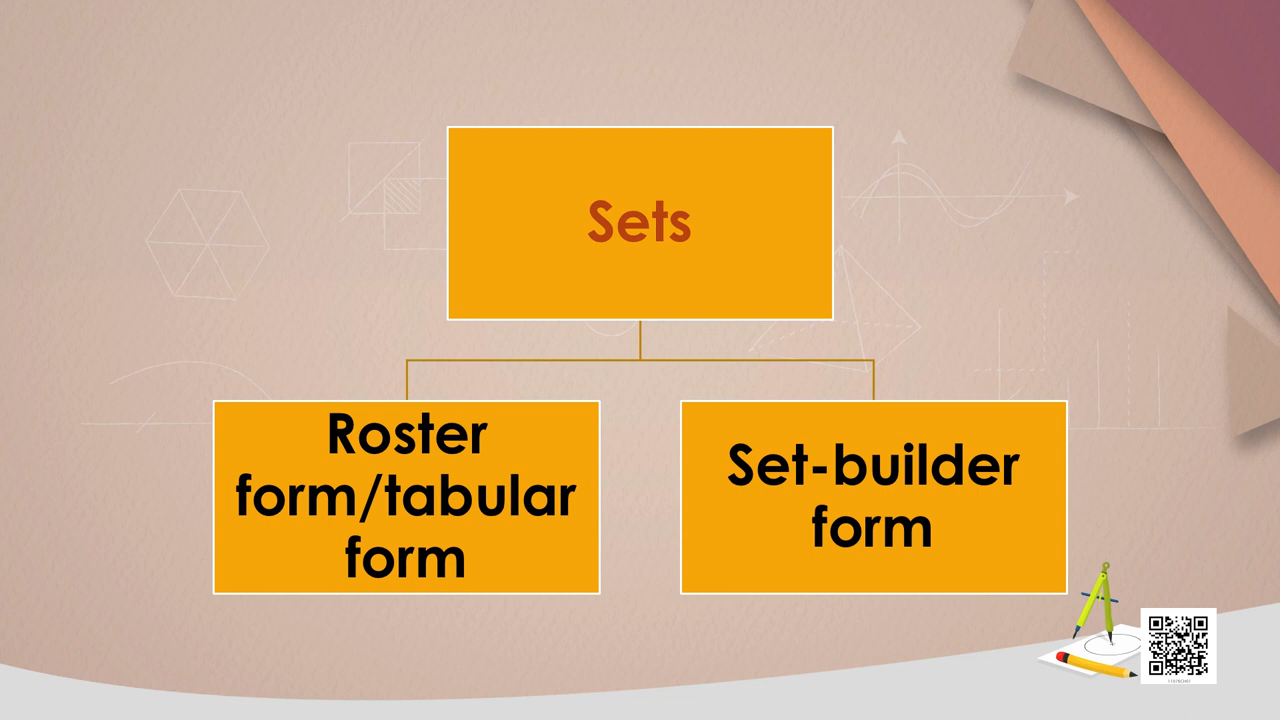 Sets
Roster
form/tabular
form
Set-builder
form